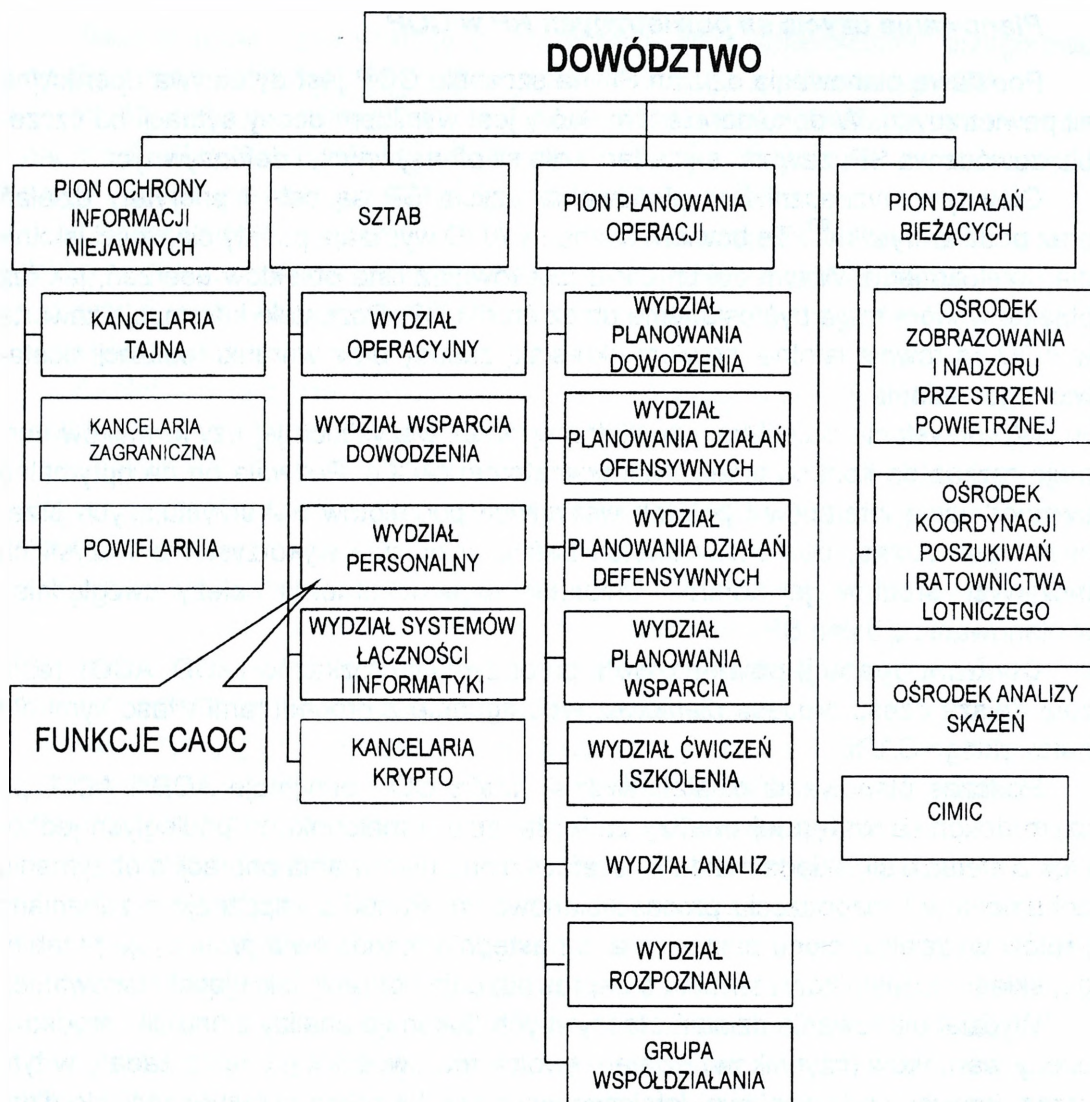 DOWÓDZTWO
PION OCHRONY
INFORMACJI
NIEJAWNYCH
KANCELARIA
TAJNA
KANCELARIA
ZAGRANICZNA
POWIELARNIA
SZTAB
WYDZIAŁ
OPERACYJNY
WYDZIAŁ WSPARCIA
DOWODZENIA
WYDZIAŁ
PERSONALNY
WYDZIAŁ SYSTEMÓW
ŁĄCZNOŚCI
I INFORMATYKI
KANCELARIA
KRYPTO
FUNKCJE CAOC
PION PLANOWANIA
OPERACJI
WYDZIAŁ
PLANOWANIA
DOWODZENIA
WYDZIAŁ
PLANOWANIA DZIAŁAŃ
OFENSYWNYCH
WYDZIAŁ
PLANOWANIA DZIAŁAŃ
DEFENSYWNYCH
WYDZIAŁ
PLANOWANIA
WSPARCIA
WYDZIAŁ ĆWICZEŃ
I SZKOLENIA
WYDZIAŁ ANALIZ
WYDZIAŁ
ROZPOZNANIA
GRUPA
WSPÓŁDZIAŁANIA
PION DZIAŁAŃ
BIEŻĄCYCH
OŚRODEK
ZOBRAZOWANIA
I NADZORU
PRZESTRZENI
POWIETRZNEJ
OŚRODEK
KOORDYNACJI
POSZUKIWAŃ
I RATOWNICTWA
LOTNICZEGO
OŚRODEK ANALIZY
SKAŻEŃ
CIMIC